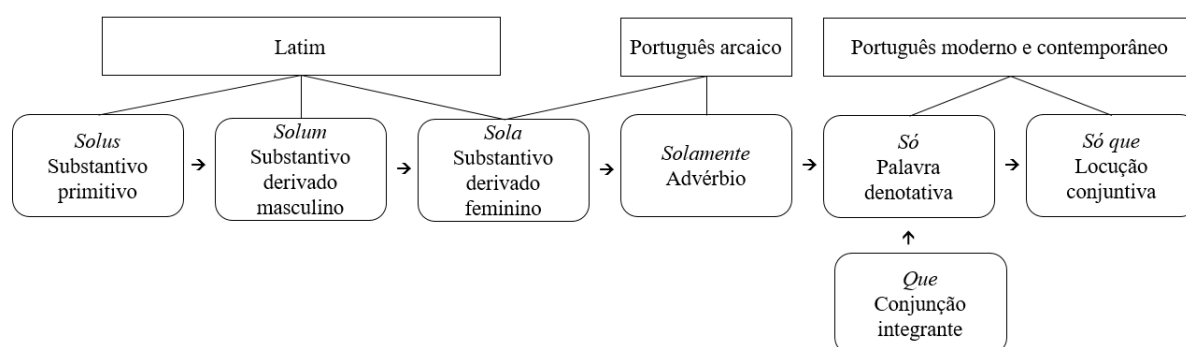 Latim
Português arcaico
Português moderno e contemporâneo
Solus
Substantivo
primitivo
Solum
Substantivo
derivado
masculino
Sola
Substantivo
derivado
feminino
Solamente
Advérbio
Só
Palavra
denotativa
Só que
Locução
conjuntiva
Que
Conjunção
integrante